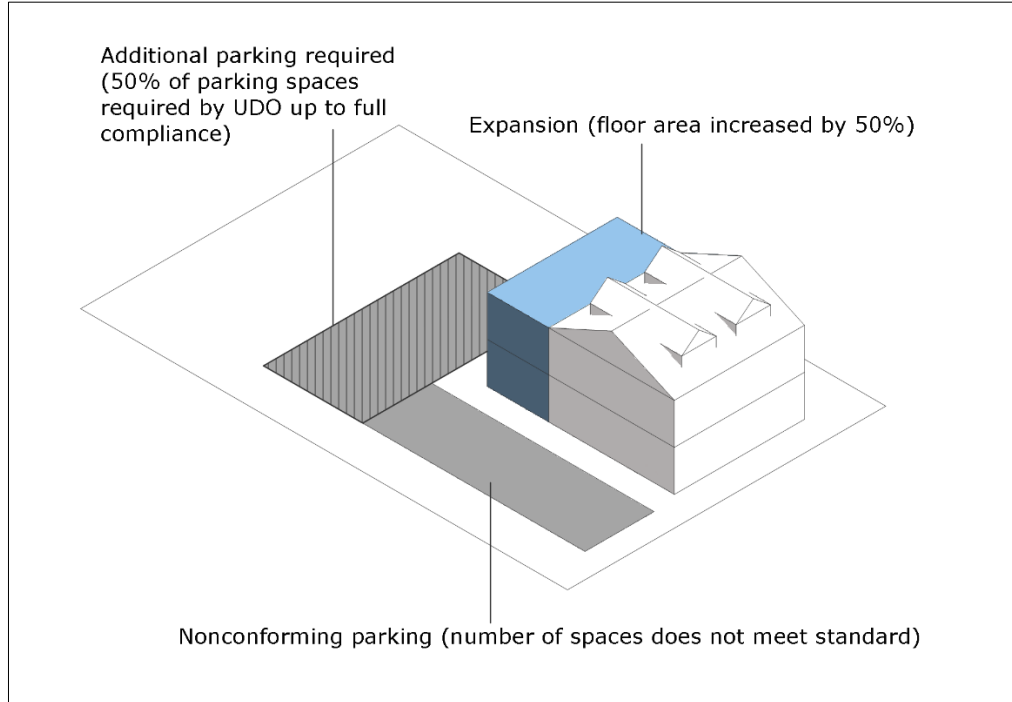 Additional parking required
(50% of parking spaces
required by UDO up to full
compliance)
Expansion (floor area increased by 50%)
Nonconforming parking (number of spaces does not meet standard)